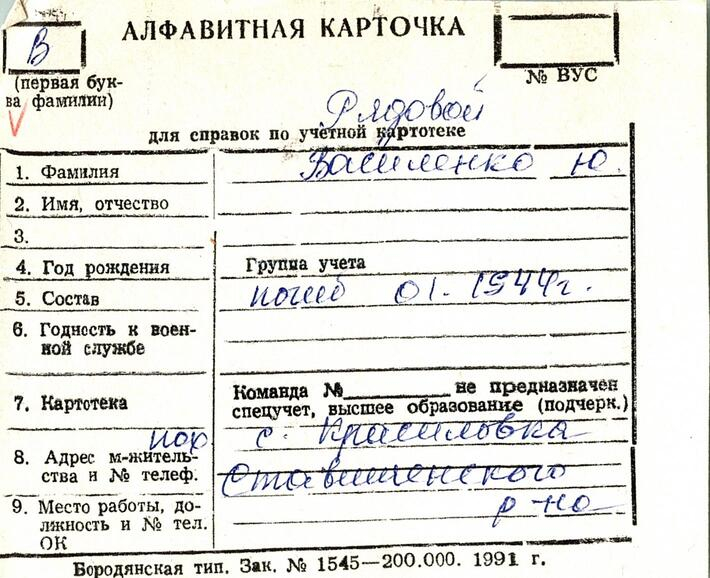 В
АЛФАВИТНАЯ КАРТОЧКА
(первая бук-
ва фамилии)
№ ВУС
Рядовой
для справок по учетной картотеке
1. Фамилия
Василенко Ю.
2. Имя, отчество
3.
4. Год рождения
Группа учета
5. Состав
погиб 01. 1944г.
6. Годность к воен-
ной службе
7. Картотека
Команда №________ не предназначен
спецучет, высшее образование (подчерк.)
пох с. Красиловка
8. Адрес м-житель-
ства и № телеф.
Ставищенского
р-на
9. Место работы, до-
лжность и № тел.
ОК
Бородянская тип. Зак. № 1545—200.000. 1991 г.